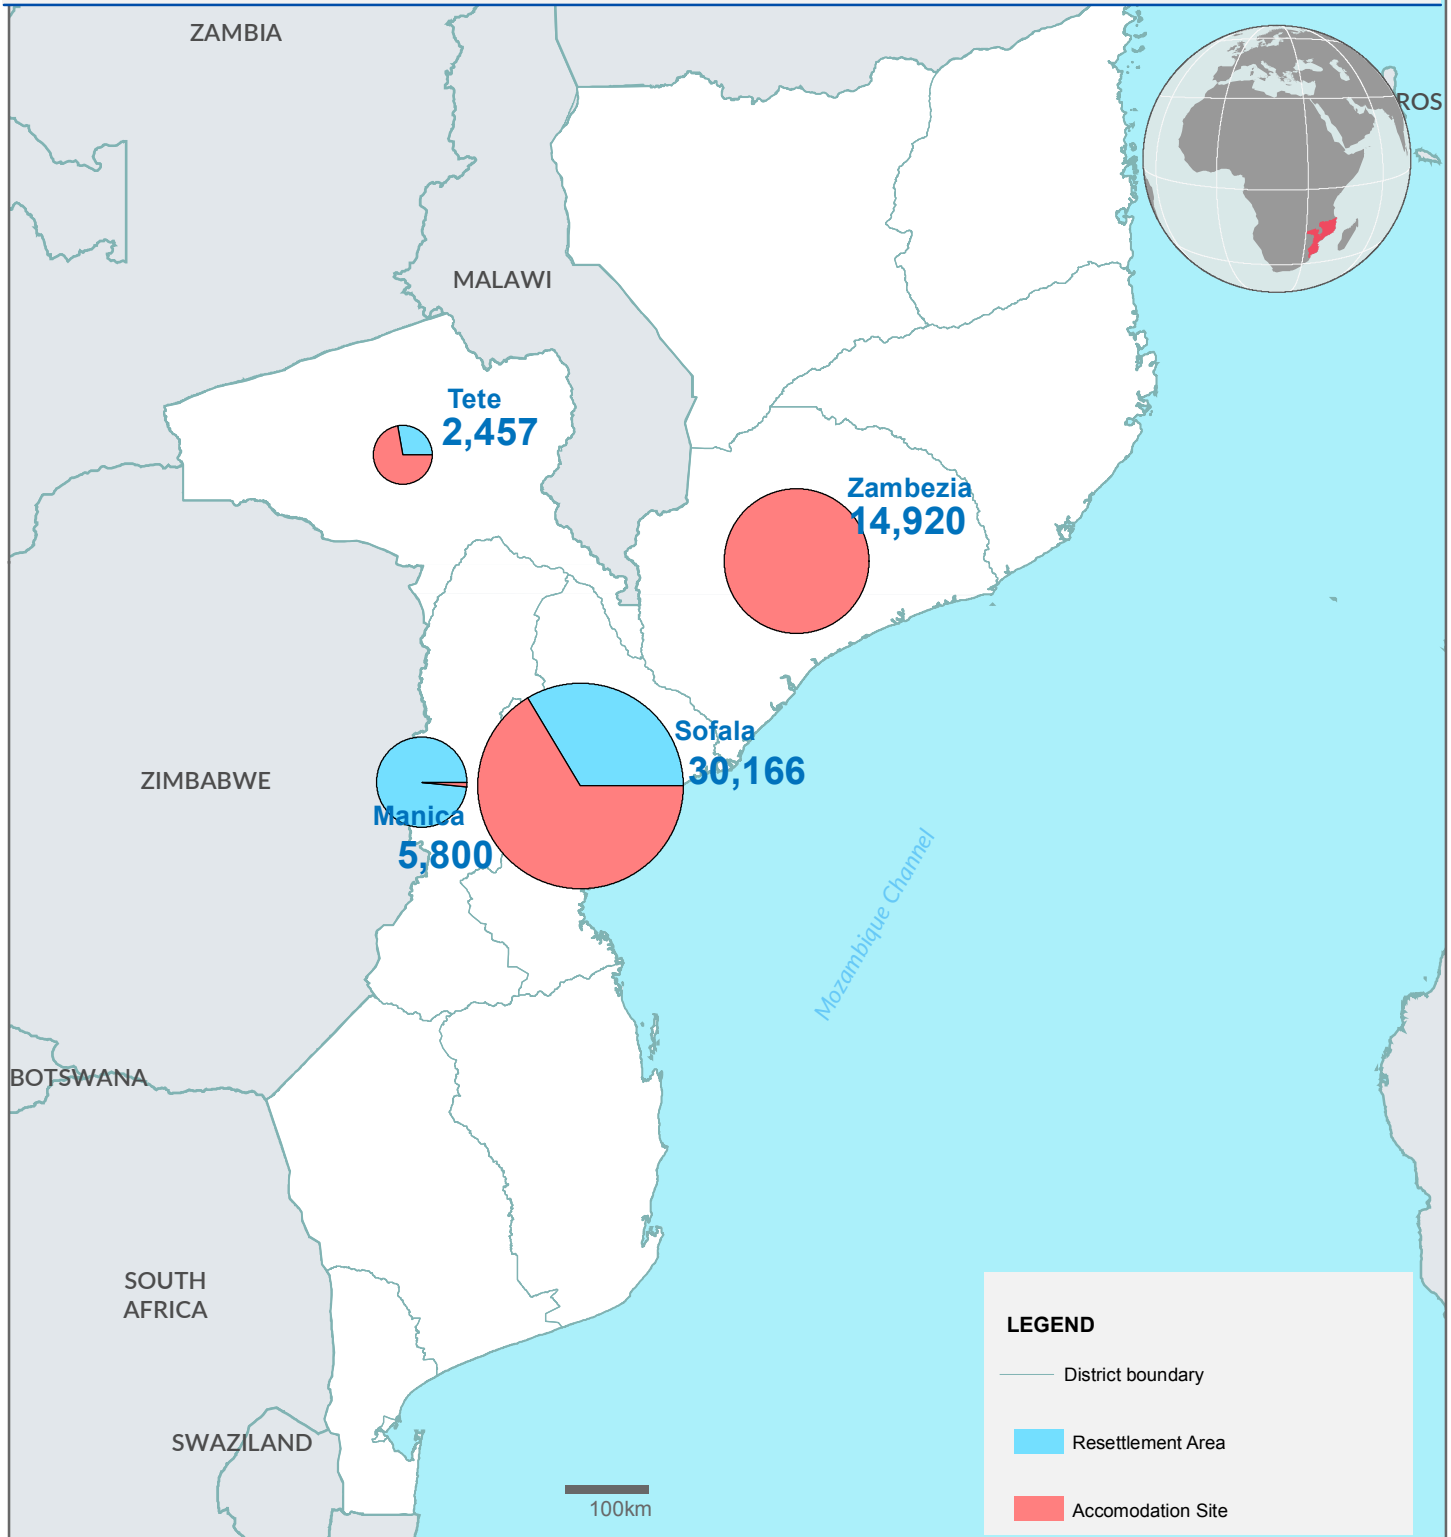 ZAMBIA
ROS
MALAWI
Tete
2,457
Zambezia
14,920
Sofala
30,166
ZIMBABWE
Manica
5,800
Mozambique Channel
BOTSWANA
SOUTH
AFRICA
SWAZILAND
100km
LEGEND
District boundary
Resettlement Area
Accomodation Site